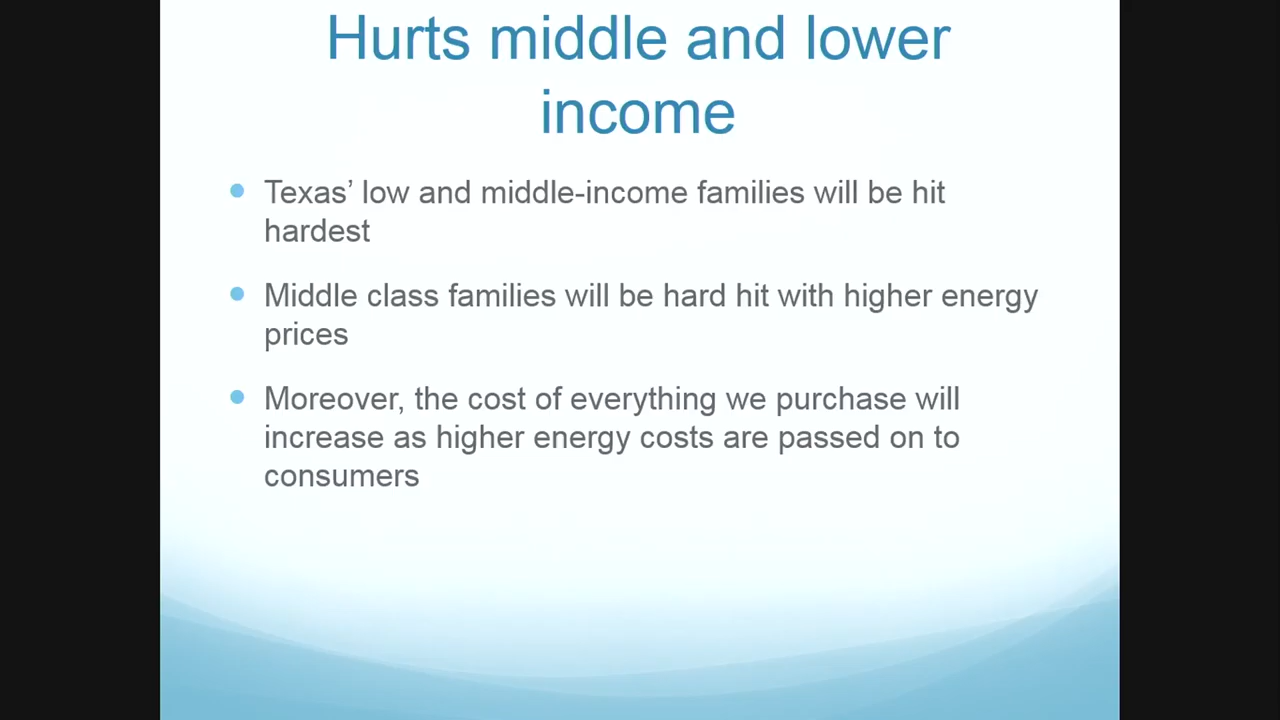 Hurts middle and lower
income
Texas’ low and middle-income families will be hit
hardest
Middle class families will be hard hit with higher energy
prices
Moreover, the cost of everything we purchase will
increase as higher energy costs are passed on to
consumers